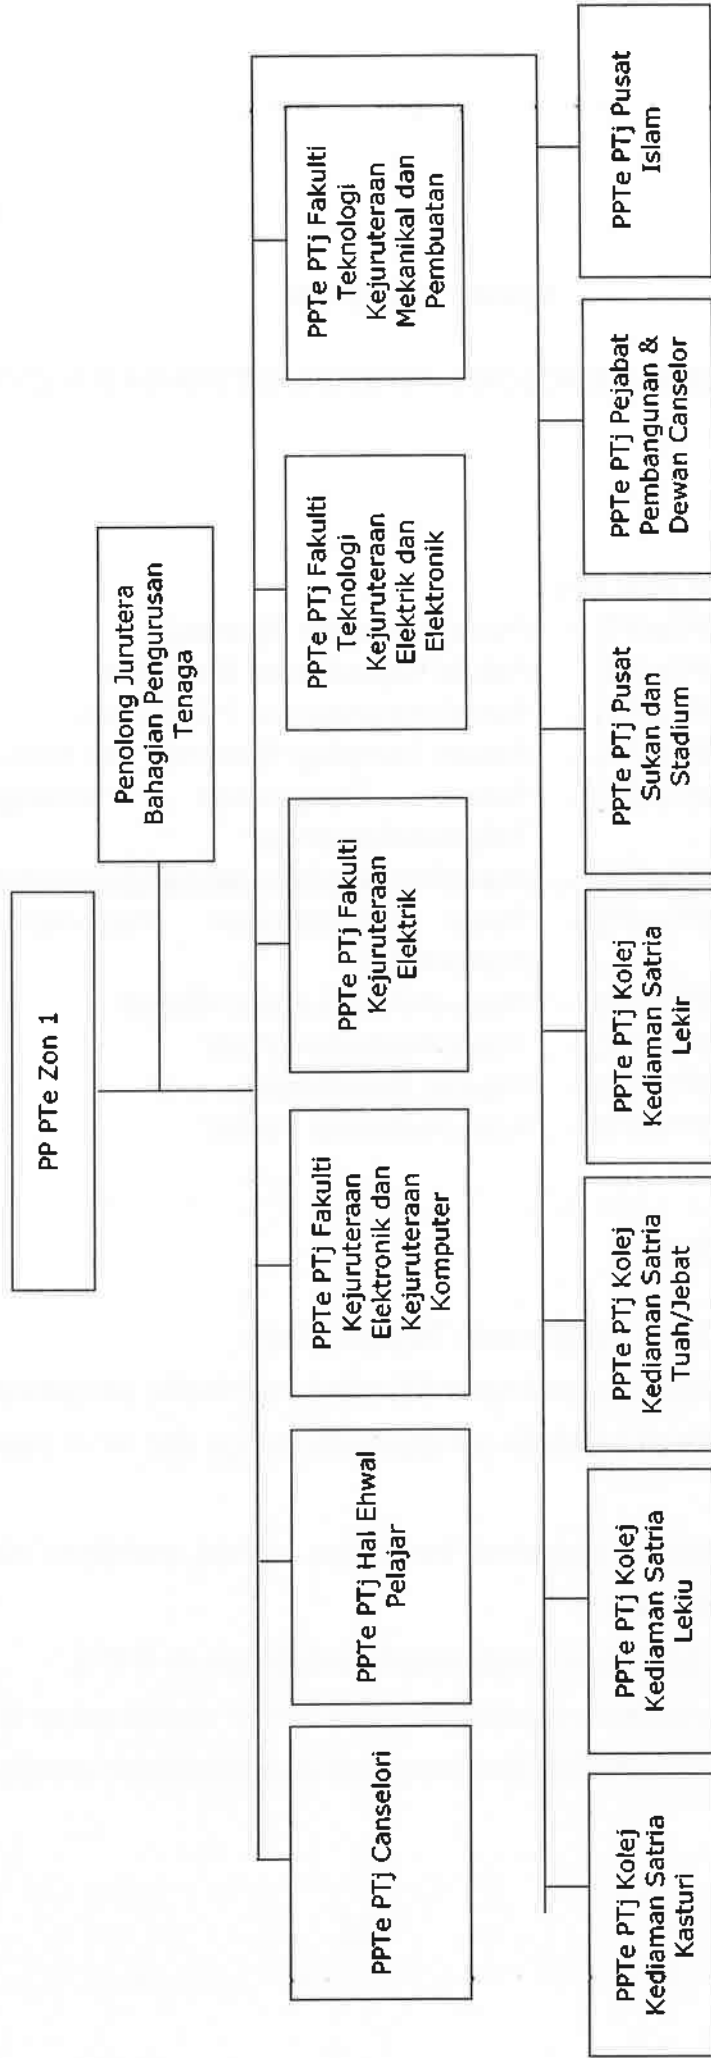 PP PTe Zon 1
Penolong Jurutera
Bahagian Pengurusan
Tenaga
PPTe PTj Canselori
PPTe PTj Hal Ehwal
Pelajar
PPTe PTj Fakulti
Kejuruteraan
Elektronik dan
Kejuruteraan
Komputer
PPTe PTj Fakulti
Kejuruteraan
Elektrik
PPTe PTj Fakulti
Teknologi
Kejuruteraan
Elektrik dan
Elektronik
PPTe PTj Fakulti
Teknologi
Kejuruteraan
Mekanikal dan
Pembuatan
PPTe PTj Kolej
Kediaman Satria
Kasturi
PPTe PTj Kolej
Kediaman Satria
Lekiu
PPTe PTj Kolej
Kediaman Satria
Tuah/Jebat
PPTe PTj Kolej
Kediaman Satria
Lekir
PPTe PTj Pusat
Sukan dan
Stadium
PPTe PTj Pejabat
Pembangunan &
Dewan Canselor
PPTe PTj Pusat
Islam